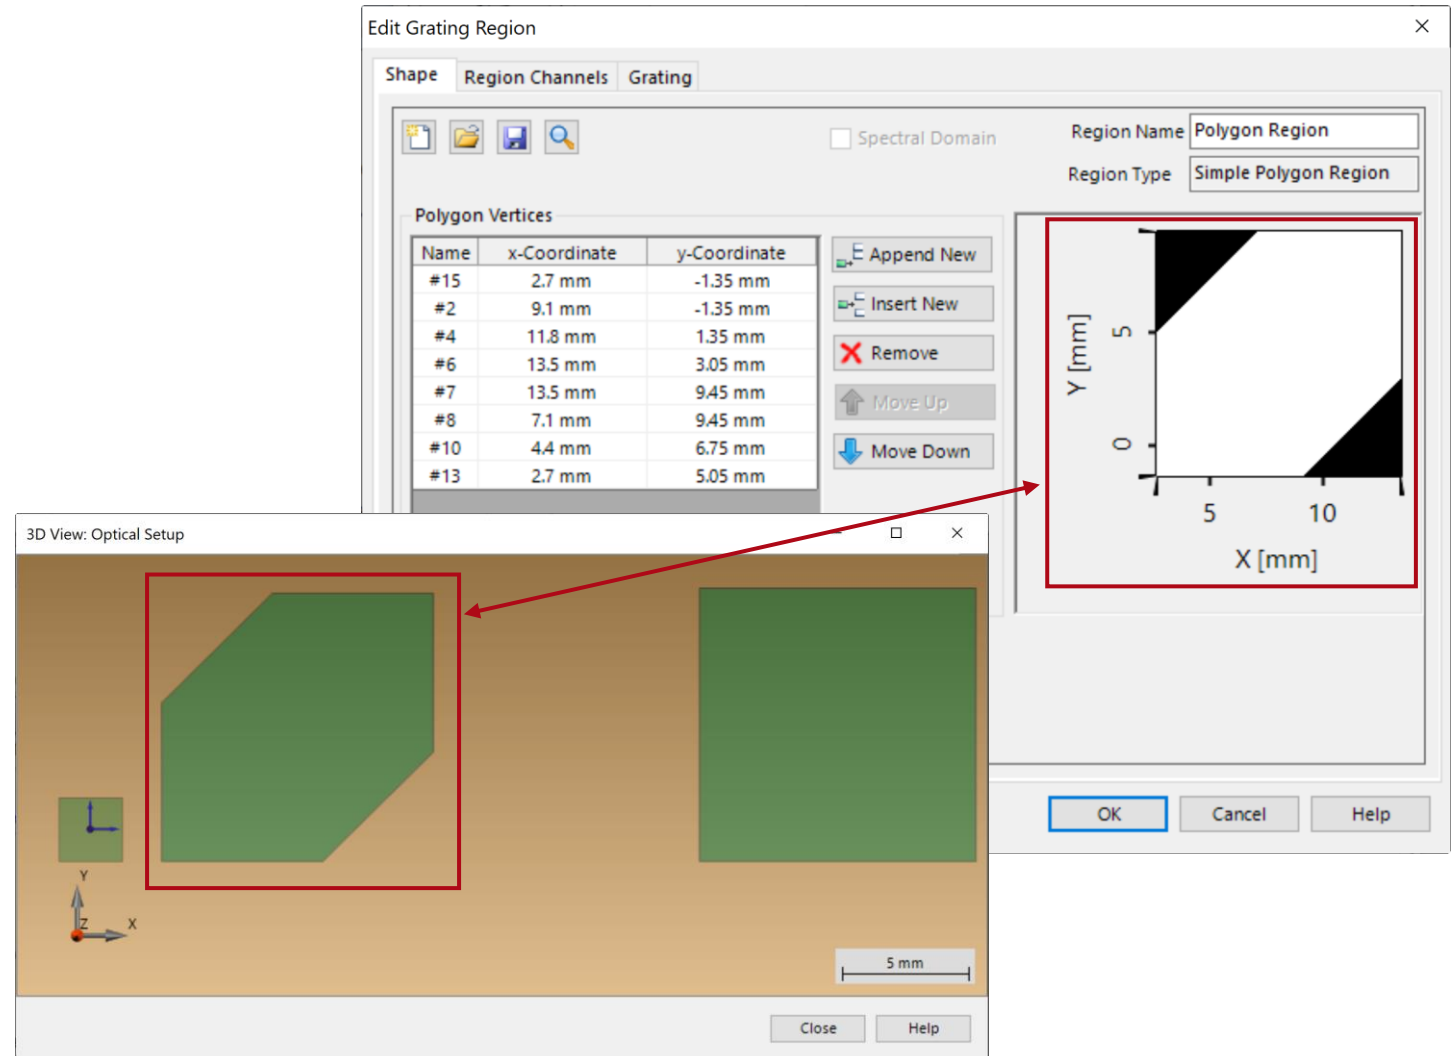 Edit Grating Region
Shape Region Channels Grating
Spectral Domain
Region Name Polygon Region
Region Type Simple Polygon Region
Polygon Vertices
Name x-Coordinate y-Coordinate
#15 2.7 mm -1.35 mm
#2 9.1 mm -1.35 mm
#4 11.8 mm 1.35 mm
#6 13.5 mm 3.05 mm
#7 13.5 mm 9.45 mm
#8 7.1 mm 9.45 mm
#10 4.4 mm 6.75 mm
#13 2.7 mm 5.05 mm
Append New
Insert New
Remove
Move Up
Move Down
Y [mm]
5
0
5 10
X [mm]
OK Cancel Help
3D View: Optical Setup
Y
Z X
5 mm
Close Help